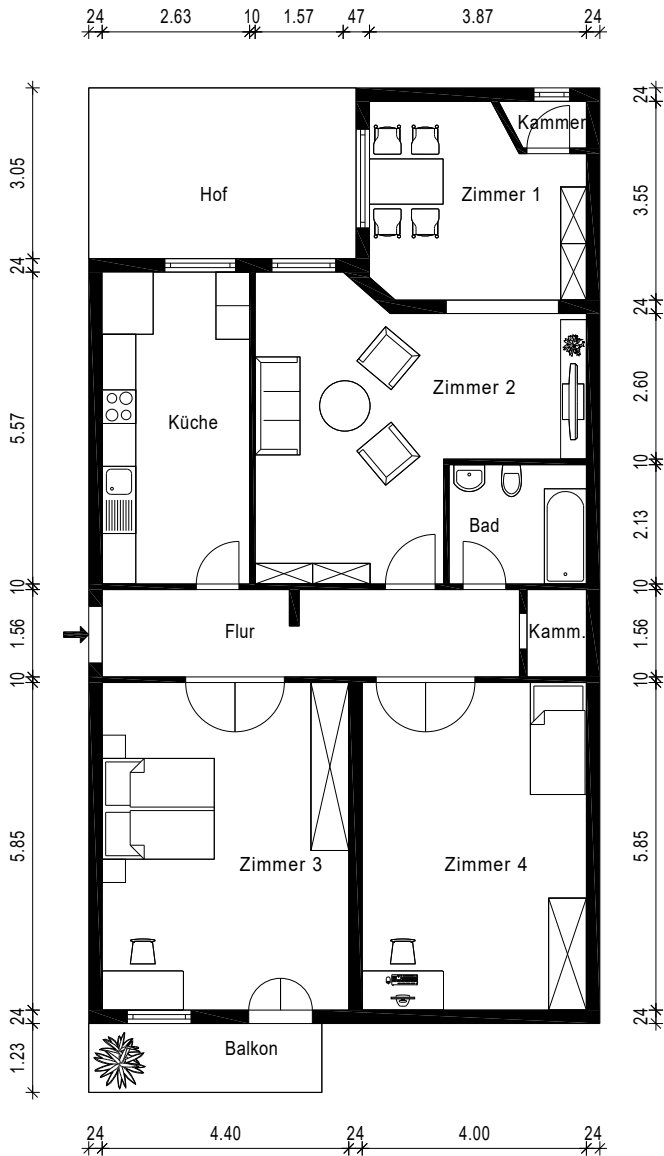 24 2.63 10 1.57 47 3.87 24
24
Kammer
3.05
3.55
Hof
Zimmer 1
24
24
Zimmer 2
2.60
Küche
5.57
10
Bad
2.13
10
10
Flur
Kamm.
1.56
1.56
10
10
5.85
5.85
Zimmer 3
Zimmer 4
24
24
Balkon
1.23
24 4.40 24 4.00 24